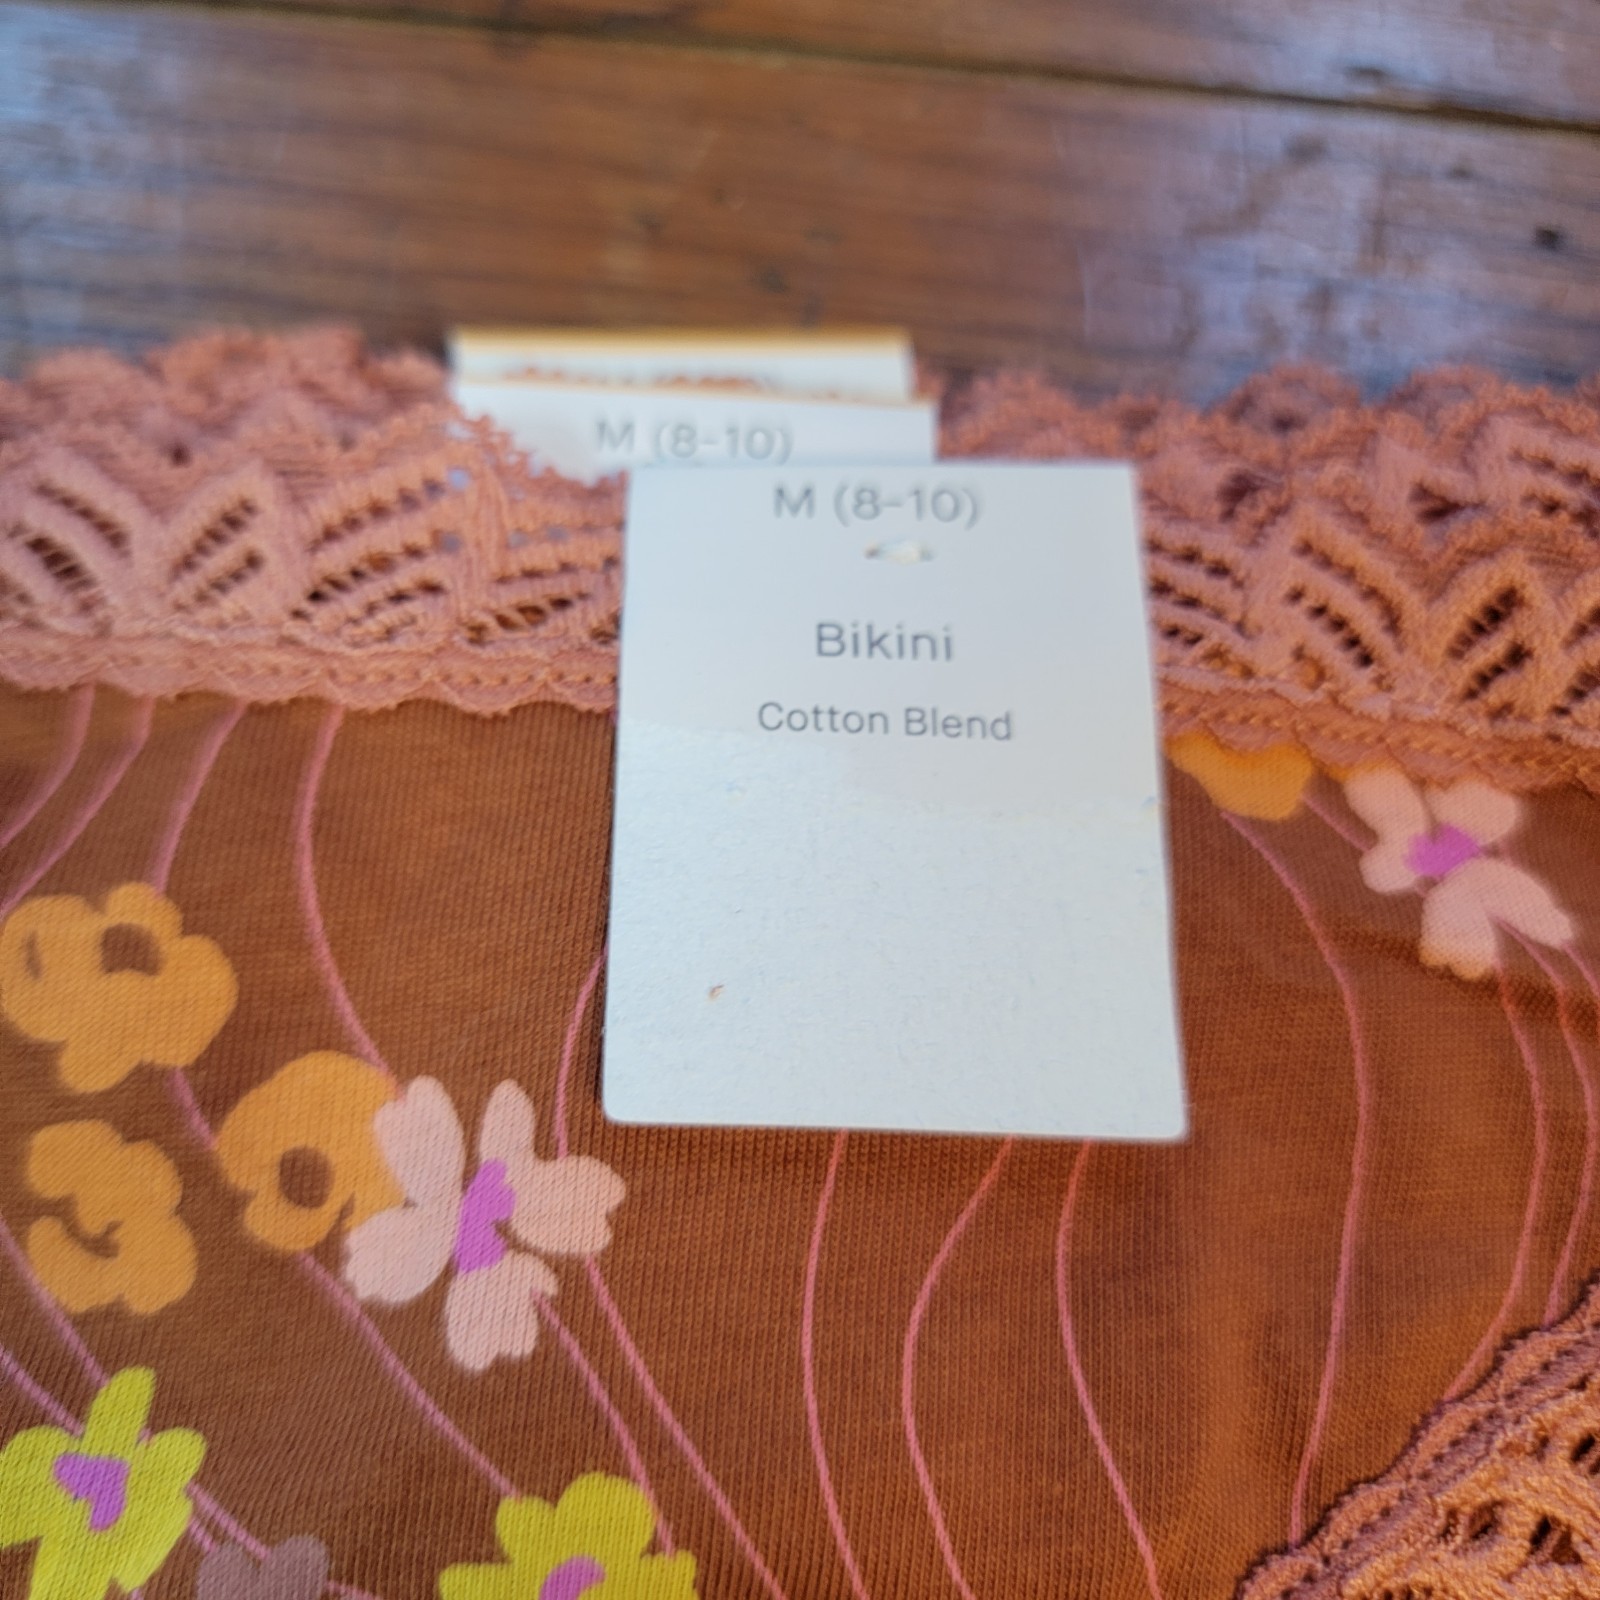 M (8-10)
M (8-10)
Bikini
Cotton Blend